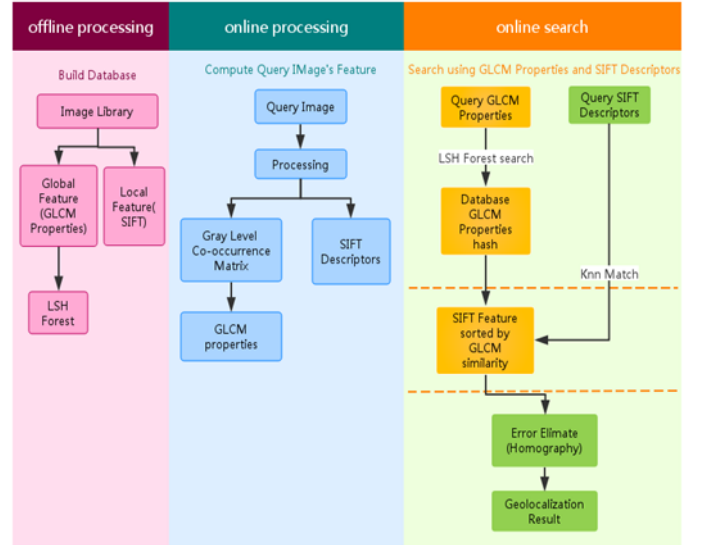 offline processing
online processing
online search
Build Database
Image Library
Global
Feature
(GLCM
Properties)
Local
Feature(
SIFT)
LSH
Forest
Compute Query IMage's Feature
Query Image
Processing
Gray Level
Co-occurrence
Matrix
SIFT
Descriptors
GLCM
properties
Search using GLCM Properties and SIFT Descriptors
Query GLCM
Properties
Query SIFT
Descriptors
LSH Forest search
Database
GLCM
Properties
hash
Knn Match
SIFT Feature
sorted by
GLCM
similarity
Error Elimate
(Homography)
Geolocalization
Result